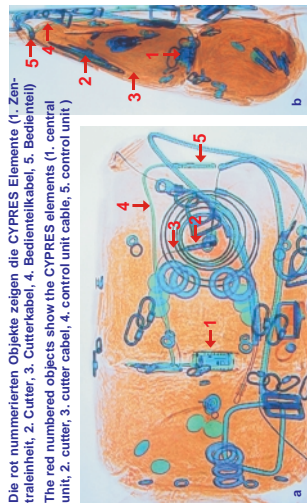 Die rot nummerierten Objekte zeigen die CYPRES Elemente (1. Zen-
traleinheit, 2. Cutter, 3. Cutterkabel, 4. Bedienteilkabel, 5. Bedienteil)
The red numbered objects show the CYPRES elements (1. central
unit, 2. cutter, 3. cutter cabel, 4. control unit cable, 5. control unit )
1
2
3
4
5
a
1
2
3
4
5
b